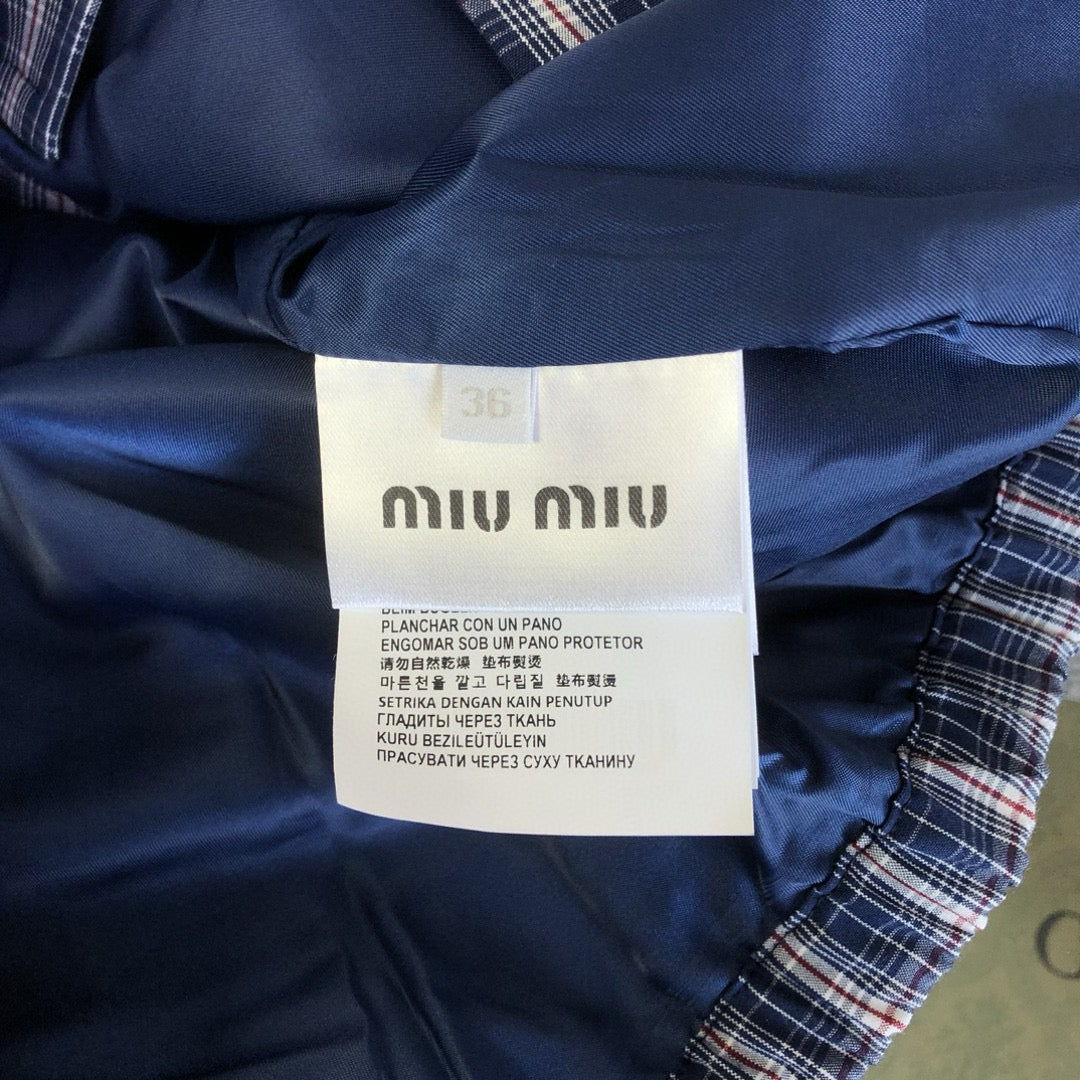 36
miu miu
PLANCHAR CON UN PANO
ENGOMAR SOB UM PANO PROTETOR
请勿自然乾燥 垫布熨烫
마른천을 깔고 다립질 垫布熨燙
SETRIKA DENGAN KAIN PENUTUP
ГЛАДИТЫ ЧЕРЕЗ ТКАНЬ
KURU BEZILEÜTÜLEYIN
ПРАСУВАТИ ЧЕРЕЗ СУХУ ТКАНИНУ